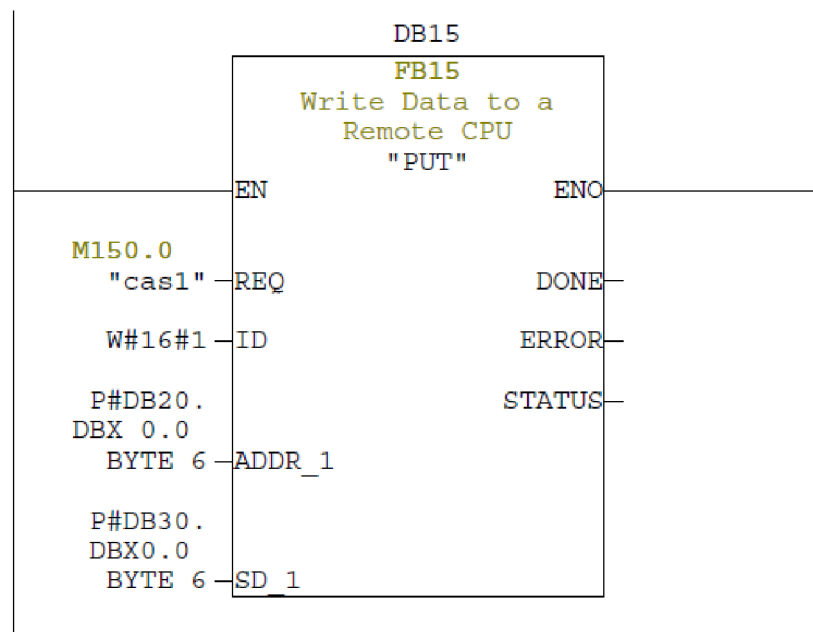 DB15
FB15
Write Data to a
Remote CPU
"PUT"
EN ENO
M150.0
"cas1" REQ DONE
W#16#1 ID ERROR
P#DB20. STATUS
DBX 0.0
BYTE 6 ADDR_1
P#DB30.
DBX0.0
BYTE 6 SD_1